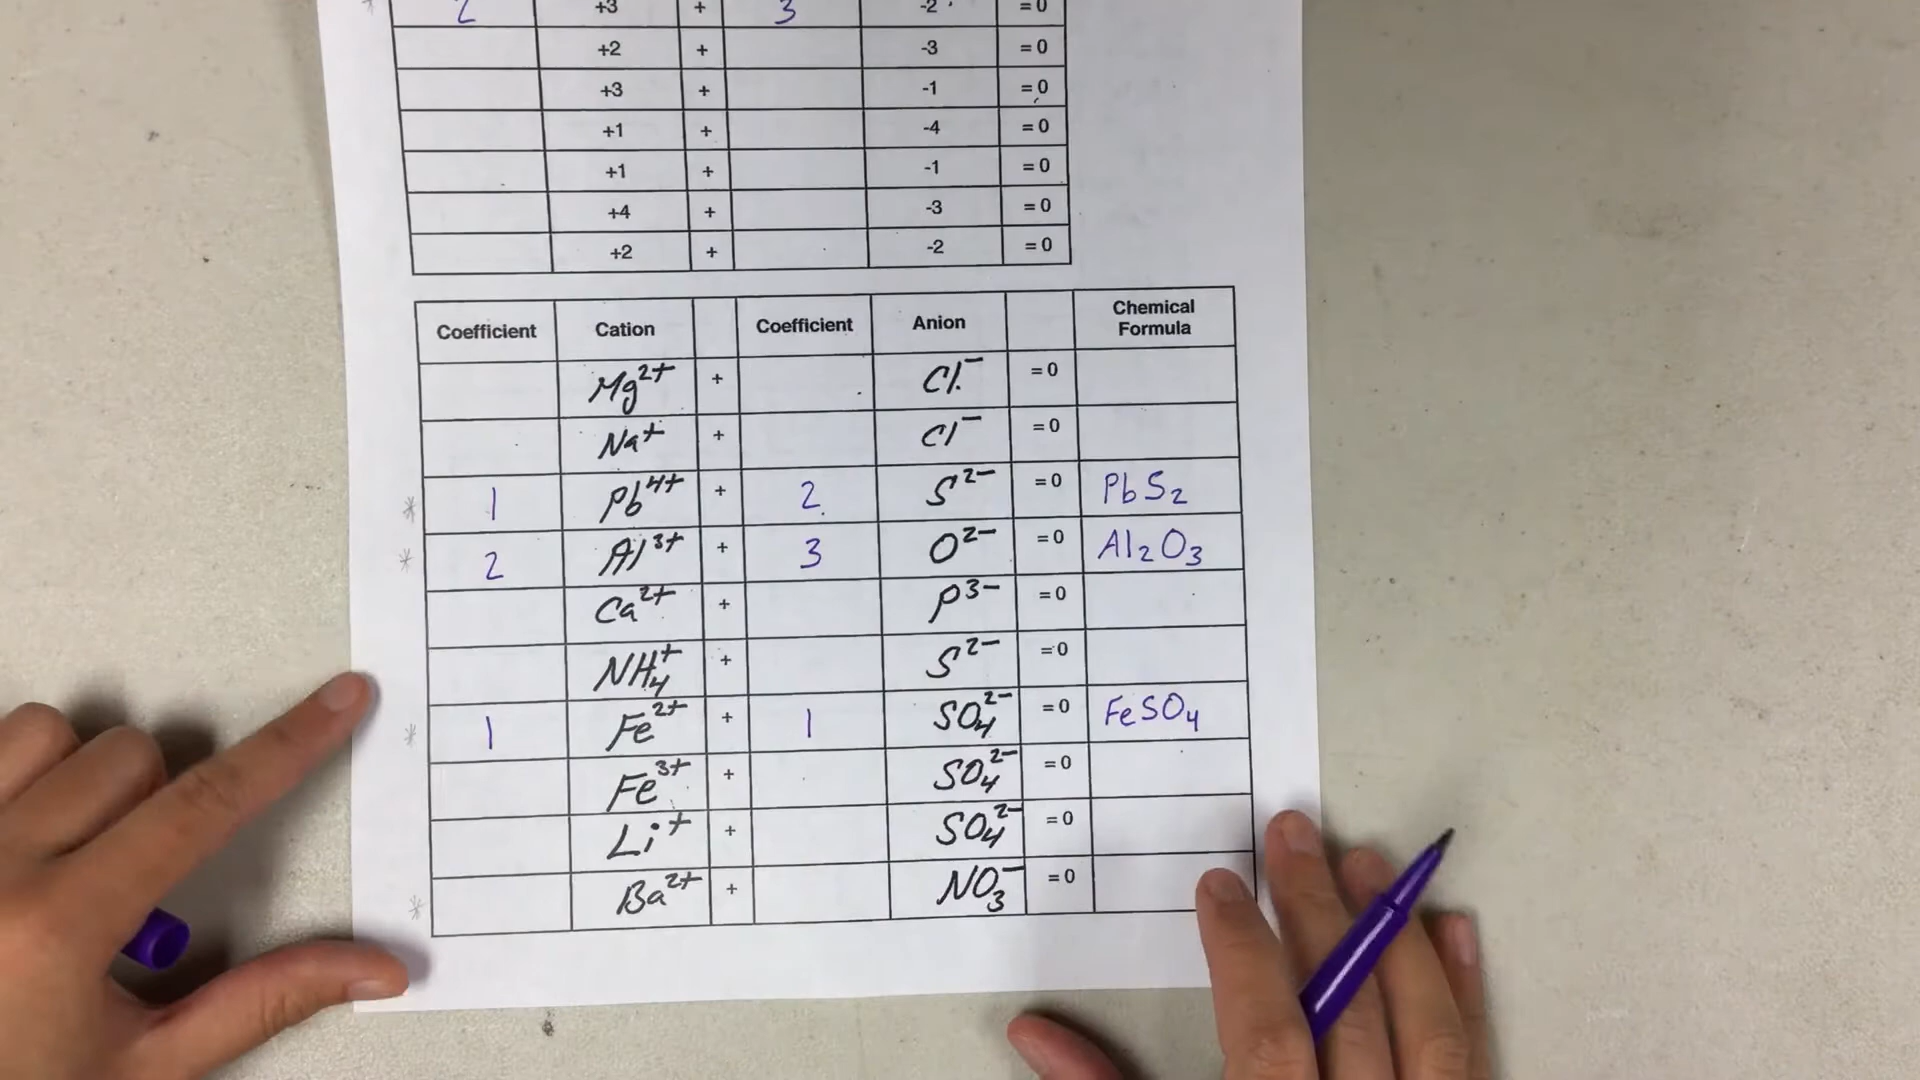 * 2 +3 + 3 -2 = 0
+2 + -3 = 0
+3 + -1 = 0
+1 + -4 = 0
+1 + -1 = 0
+4 + -3 = 0
+2 + -2 = 0
Coefficient Cation Coefficient Anion Chemical Formula
Mg²⁺ + Cl⁻ = 0
Na⁺ + Cl⁻ = 0
* 1 Pb⁴⁺ + 2 S²⁻ = 0 PbS₂
* 2 Al³⁺ + 3 O²⁻ = 0 Al₂O₃
Ca²⁺ + P³⁻ = 0
NH₄⁺ + S²⁻ = 0
* 1 Fe²⁺ + 1 SO₄²⁻ = 0 FeSO₄
Fe³⁺ + SO₄²⁻ = 0
Li⁺ + SO₄²⁻ = 0
* Ba²⁺ + NO₃⁻ = 0